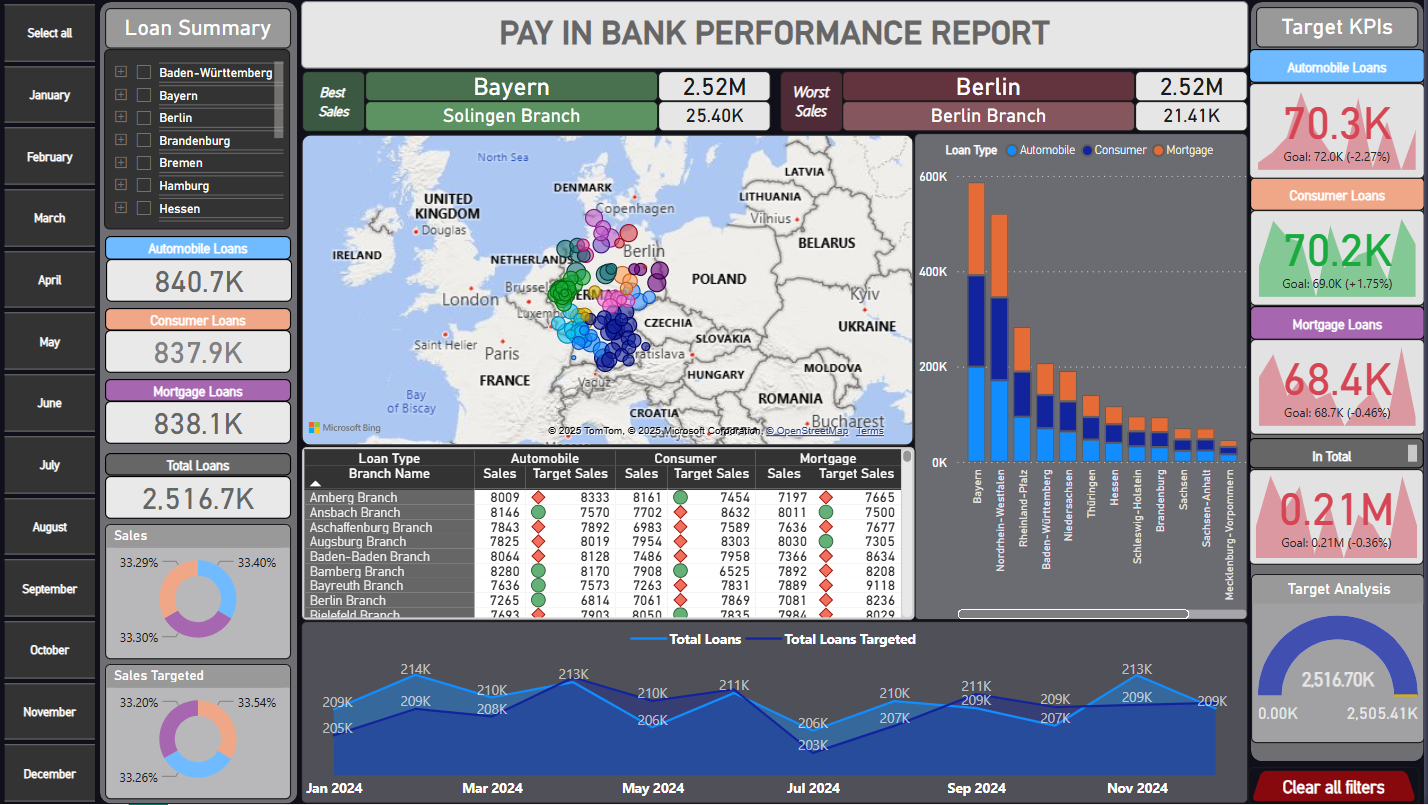 Select all
January
February
March
April
May
June
July
August
September
October
November
December
Loan Summary
Baden-Württemberg
Bayern
Berlin
Brandenburg
Bremen
Hamburg
Hessen
Automobile Loans
840.7K
Consumer Loans
837.9K
Mortgage Loans
838.1K
Total Loans
2,516.7K
Sales
33.29%
33.40%
33.30%
Sales Targeted
33.20%
33.54%
33.26%
PAY IN BANK PERFORMANCE REPORT
Best
Sales
Bayern
2.52M
Solingen Branch
25.40K
Worst
Sales
Berlin
2.52M
Berlin Branch
21.41K
North Sea
UNITED
KINGDOM
Douglas
IRELAND
DENMARK
Copenhagen
LATVIA
LITHUANIA
Vilnius
BELARUS
Berlin
NETHERLANDS
POLAND
London
Luxemb
Kyiv
UKRAINE
CZECHIA
SLOVAKIA
Saint Helier
Paris
FRANCE
Vaduz
HUNGARY
MOLDOVA
Bay
of Biscay
ROMANIA
CROATIA
Bucharest
Microsoft Bing
© 2025 TomTom, © 2025 Microsoft Corporation, © OpenStreetMap Terms
Loan Type Automobile Consumer Mortgage
600K
400K
200K
0K
Bayern
Nordrhein-Westfalen
Rheinland-Pfalz
Baden-Württemberg
Niedersachsen
Thüringen
Hessen
Schleswig-Holstein
Brandenburg
Sachsen
Sachsen-Anhalt
Mecklenburg-Vorpommern
Loan Type Automobile Consumer Mortgage
Branch Name Sales Target Sales Sales Target Sales Sales Target Sales
Amberg Branch 8009 8333 8161 7454 7197 7665
Ansbach Branch 8146 7570 7702 8632 8011 7500
Aschaffenburg Branch 7843 7892 6983 7589 7636 7677
Augsburg Branch 7825 8019 7954 8303 8030 7305
Baden-Baden Branch 8064 8128 7486 7958 7366 8634
Bamberg Branch 8280 8170 7908 6525 7892 8208
Bayreuth Branch 7636 7573 7263 7831 7889 9118
Berlin Branch 7265 6814 7061 7869 7081 8236
Bielefeld Branch 7693 7903 8050 7835 7984 8029
Total Loans Total Loans Targeted
209K
214K
210K
213K
210K
211K
206K
210K
211K
209K
213K
209K
205K
209K
208K
206K
203K
207K
209K
207K
209K
Jan 2024
Mar 2024
May 2024
Jul 2024
Sep 2024
Nov 2024
Target KPIs
Automobile Loans
70.3K
Goal: 72.0K (-2.27%)
Consumer Loans
70.2K
Goal: 69.0K (+1.75%)
Mortgage Loans
68.4K
Goal: 68.7K (-0.46%)
In Total
0.21M
Goal: 0.21M (-0.36%)
Target Analysis
2,516.70K
0.00K
2,505.41K
Clear all filters